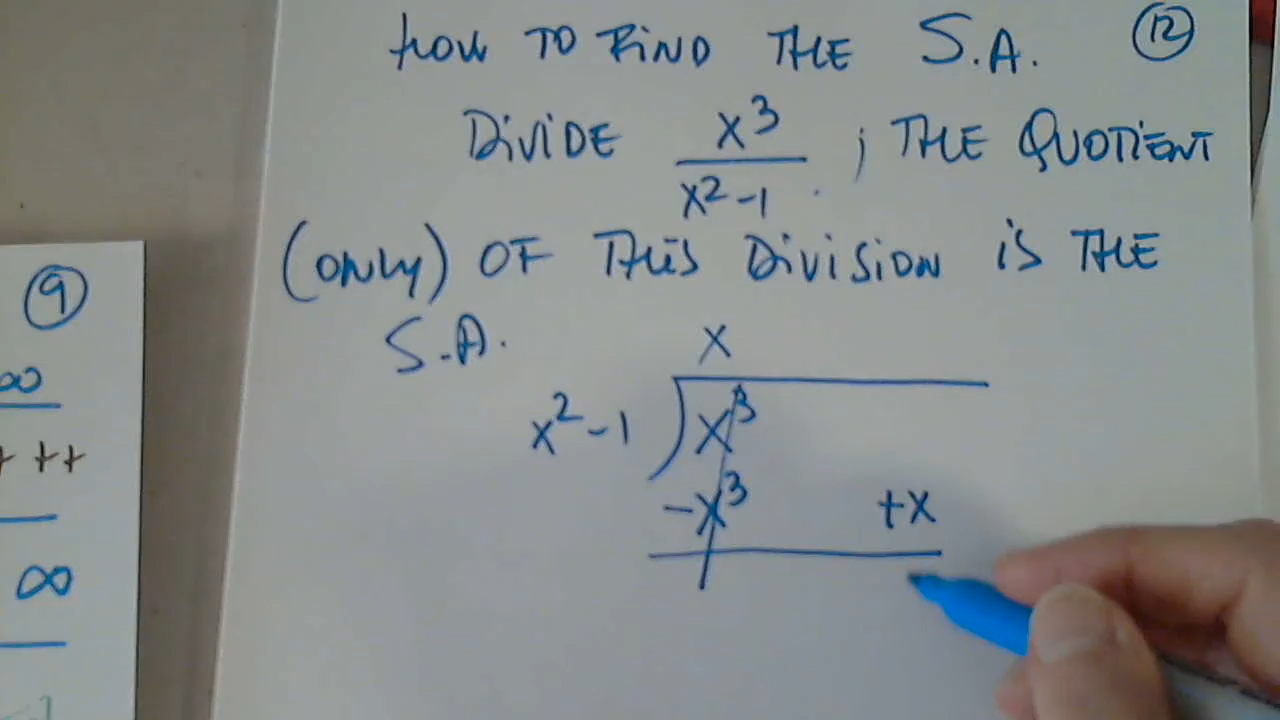 HOW TO FIND THE S.A. 12
DIVIDE x³/x²-1 ; THE QUOTIENT
(ONLY) OF THIS DIVISION IS THE
S.A.
x
x²-1 ) x³
-x³ +x
9
∞
++
∞